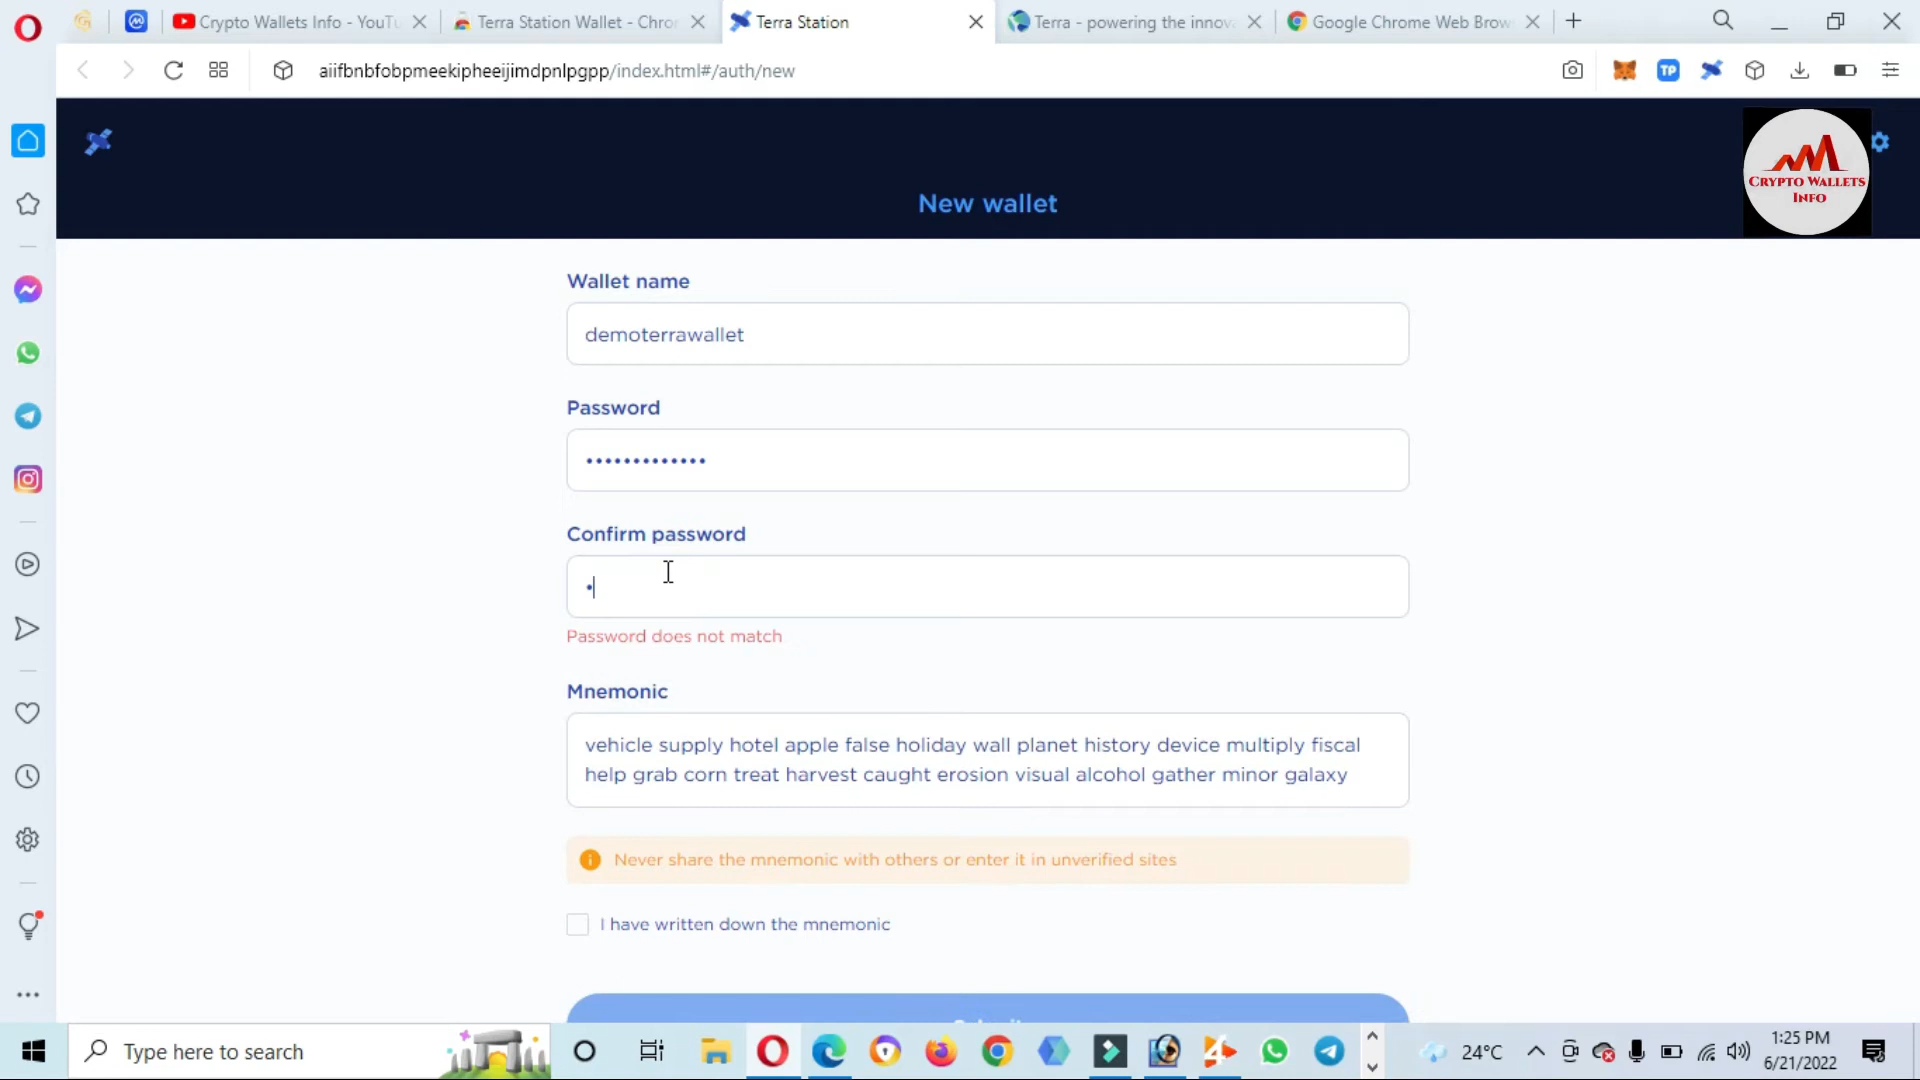 Crypto Wallets Info - YouTu
Terra Station Wallet - Chron
Terra Station
Terra - powering the innova
Google Chrome Web Brows
aiifbnbfobpmeekipheeijimdpnlpgpp/index.html#/auth/new
TP
New wallet
CRYPTO WALLETS
INFO
Wallet name
demoterrawallet
Password
Confirm password
Password does not match
Mnemonic
vehicle supply hotel apple false holiday wall planet history device multiply fiscal
help grab corn treat harvest caught erosion visual alcohol gather minor galaxy
Never share the mnemonic with others or enter it in unverified sites
I have written down the mnemonic
Type here to search
24°C
1:25 PM
6/21/2022